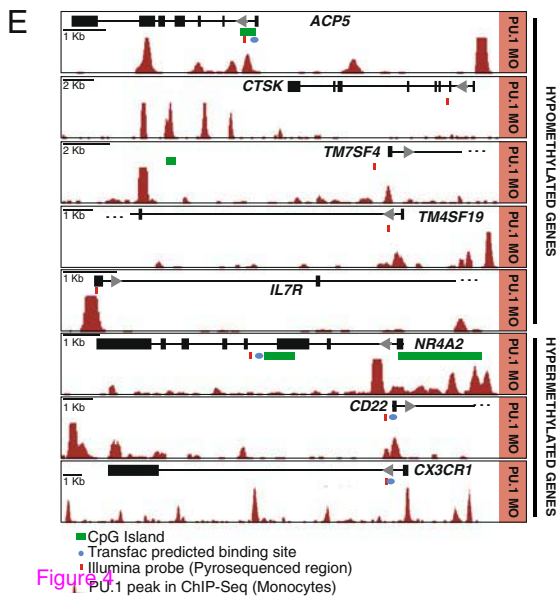 E
ACP5
1 Kb
PU.1 MO
CTSK
2 Kb
PU.1 MO
TM7SF4
2 Kb
PU.1 MO
TM4SF19
1 Kb
PU.1 MO
IL7R
1 Kb
PU.1 MO
HYPOMETHYLATED GENES
NR4A2
1 Kb
PU.1 MO
CD22
1 Kb
PU.1 MO
CX3CR1
1 Kb
PU.1 MO
HYPERMETHYLATED GENES
CpG Island
Transfac predicted binding site
Illumina probe (Pyrosequenced region)
PU.1 peak in ChIP-Seq (Monocytes)
Figure 4